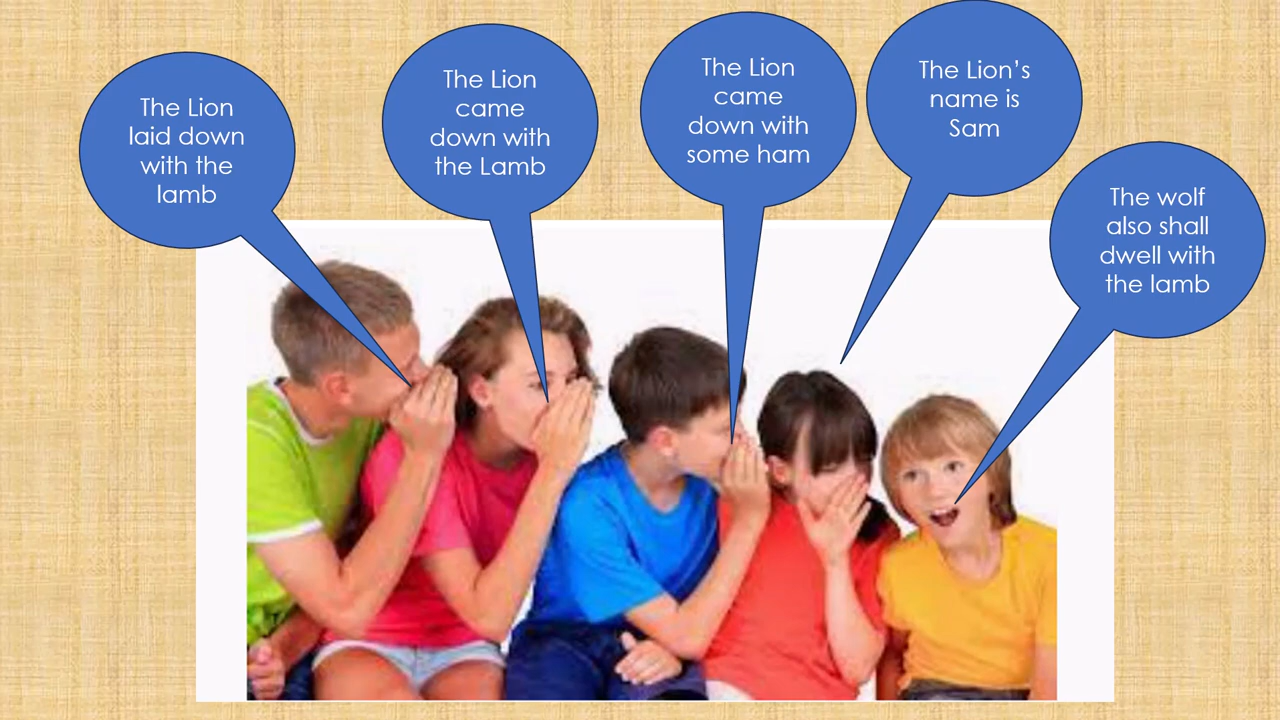 The Lion
laid down
with the
lamb
The Lion
came
down with
the Lamb
The Lion
came
down with
some ham
The Lion’s
name is
Sam
The wolf
also shall
dwell with
the lamb